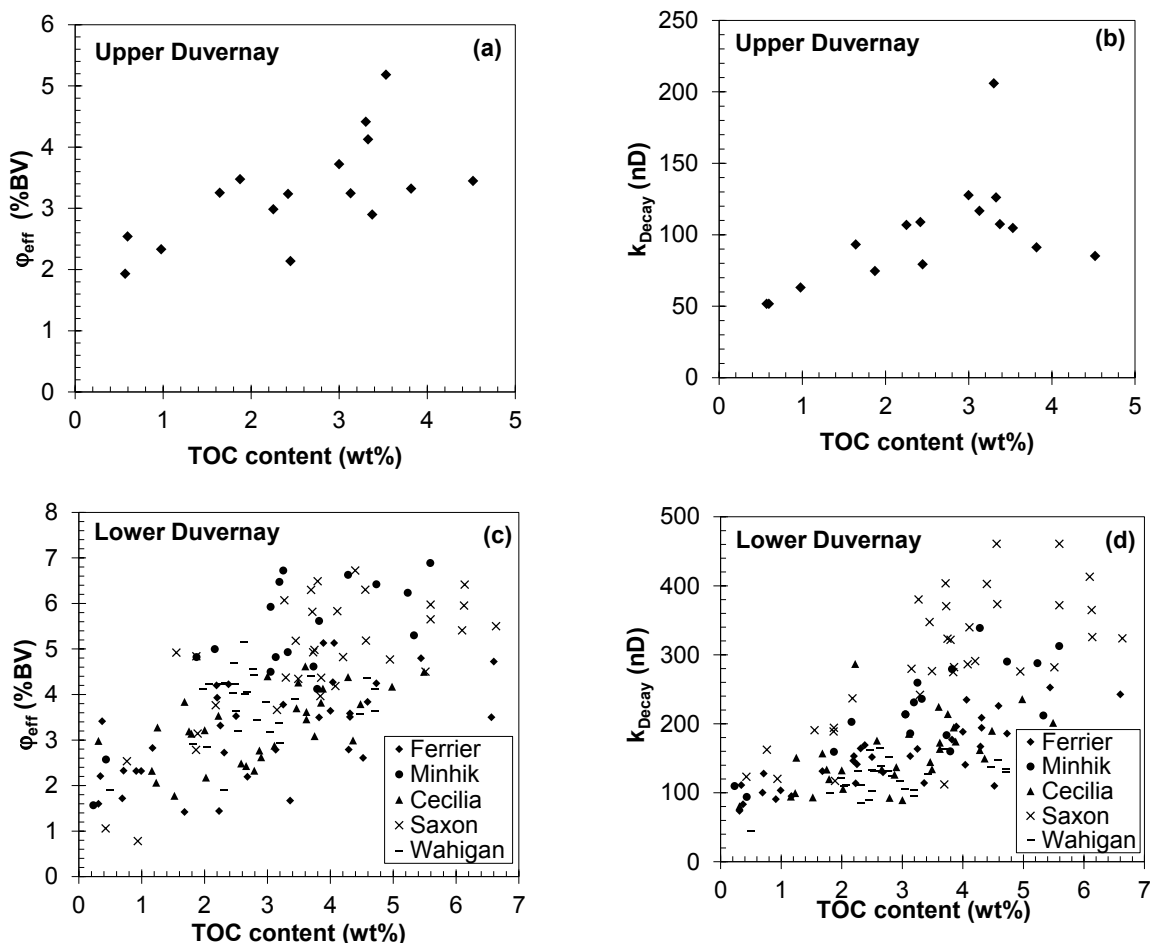 Upper Duvernay
(a)
φeff (%BV)
6
5
4
3
2
1
0
0 1 2 3 4 5
TOC content (wt%)
Upper Duvernay
(b)
kDecay (nD)
250
200
150
100
50
0
0 1 2 3 4 5
TOC content (wt%)
Lower Duvernay
(c)
φeff (%BV)
8
7
6
5
4
3
2
1
0
Ferrier
Minhik
Cecilia
Saxon
Wahigan
0 1 2 3 4 5 6 7
TOC content (wt%)
Lower Duvernay
(d)
kDecay (nD)
500
400
300
200
100
0
Ferrier
Minhik
Cecilia
Saxon
Wahigan
0 1 2 3 4 5 6 7
TOC content (wt%)